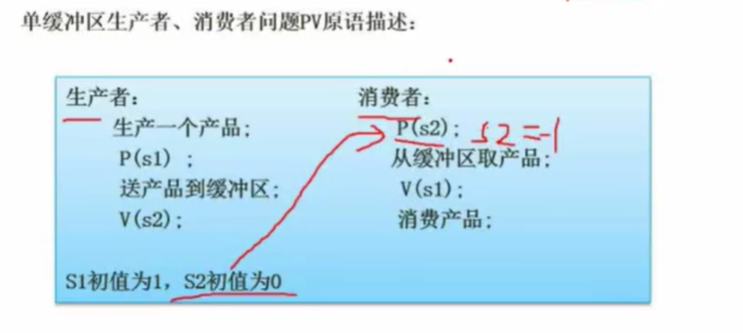 单缓冲区生产者、消费者问题PV原语描述：
生产者：
生产一个产品；
P(s1) ；
送产品到缓冲区；
V(s2)；
消费者：
P(s2)； s2=-1
从缓冲区取产品；
V(s1)；
消费产品；
S1初值为1，S2初值为0